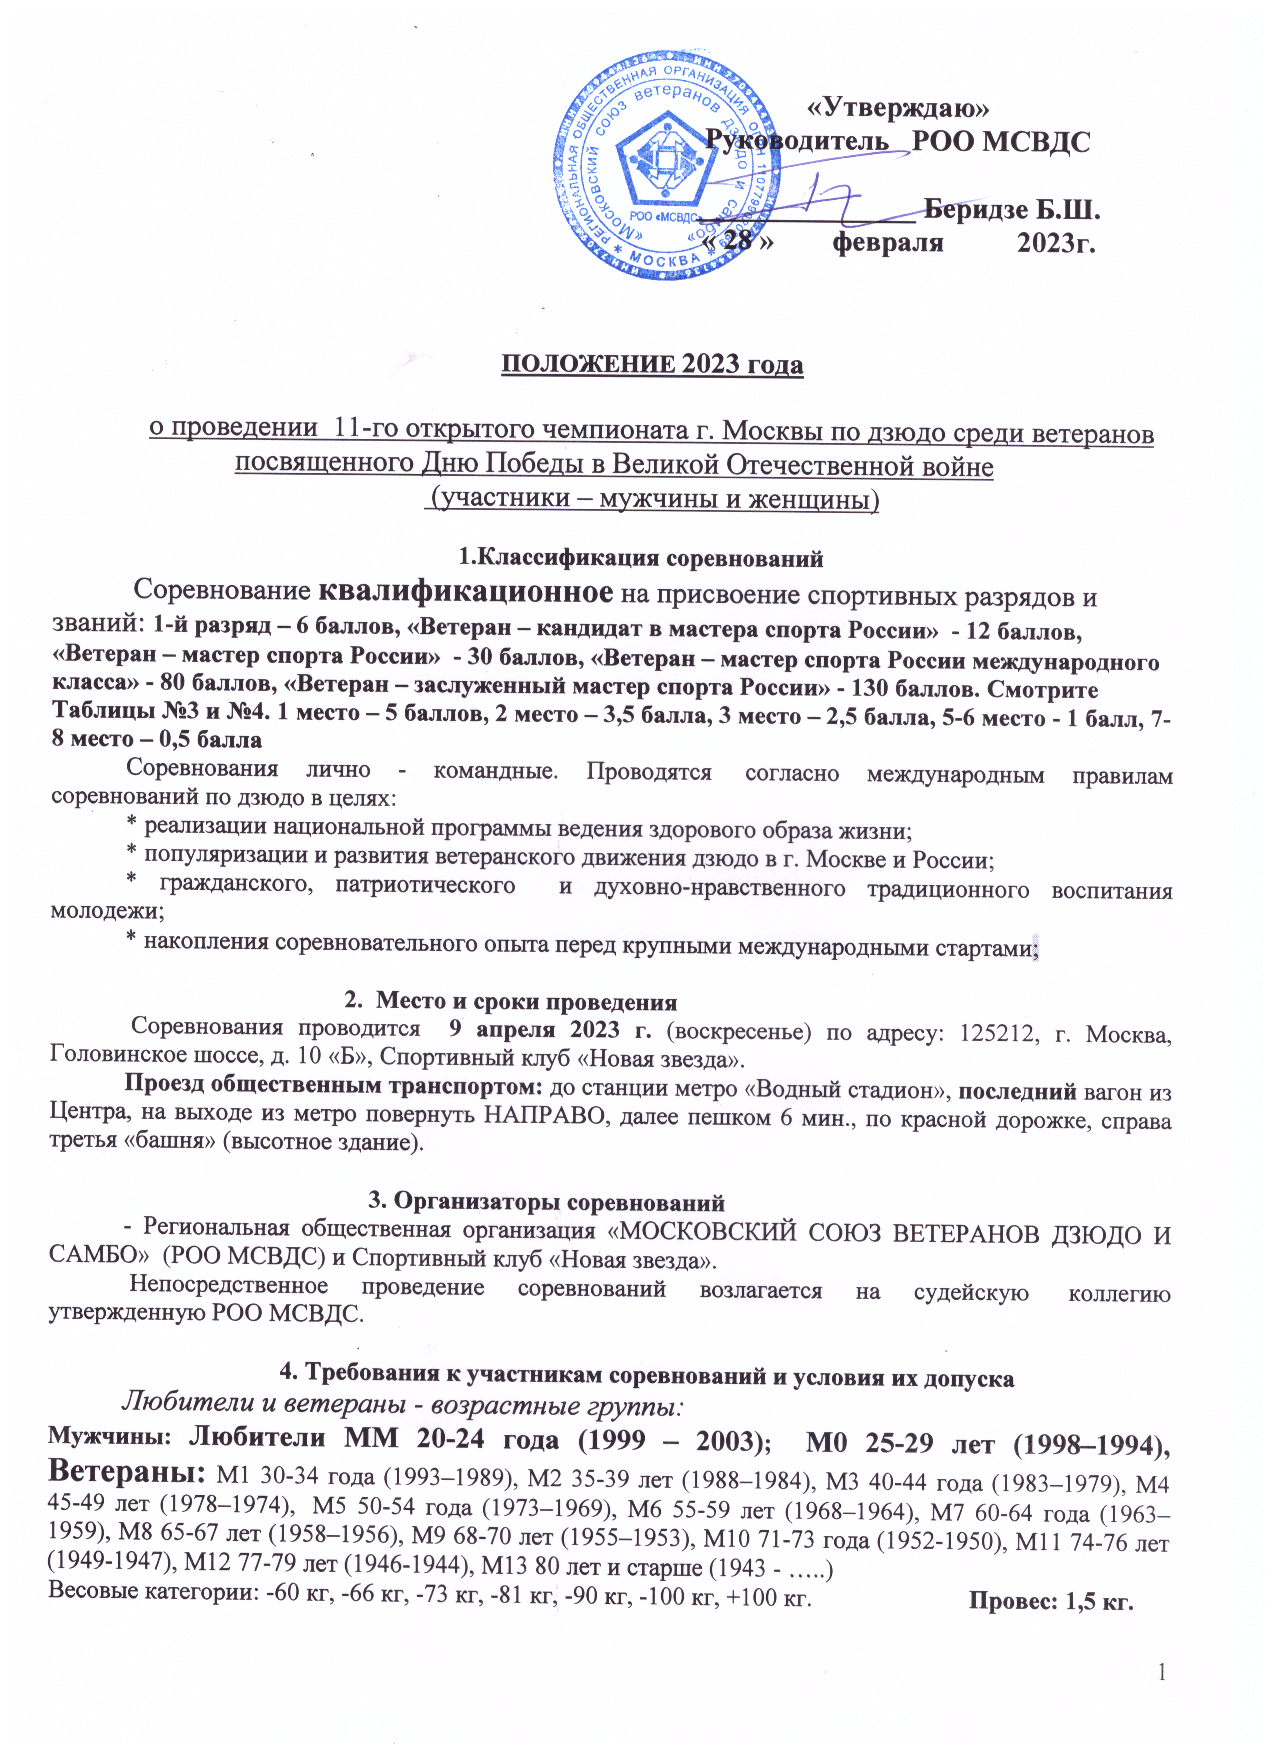 РЕГИОНАЛЬНАЯ ОБЩЕСТВЕННАЯ ОРГАНИЗАЦИЯ ОГРН
«Московский союз ветеранов дзюдо и самбо»
РОО «МСВДС»
* МОСКВА *
«Утверждаю»
Руководитель РОО МСВДС
_______________ Беридзе Б.Ш.
« 28 » февраля 2023г.
ПОЛОЖЕНИЕ 2023 года
о проведении 11-го открытого чемпионата г. Москвы по дзюдо среди ветеранов
посвященного Дню Победы в Великой Отечественной войне
(участники – мужчины и женщины)
1.Классификация соревнований
Соревнование квалификационное на присвоение спортивных разрядов и
званий: 1-й разряд – 6 баллов, «Ветеран – кандидат в мастера спорта России» - 12 баллов,
«Ветеран – мастер спорта России» - 30 баллов, «Ветеран – мастер спорта России международного
класса» - 80 баллов, «Ветеран – заслуженный мастер спорта России» - 130 баллов. Смотрите
Таблицы №3 и №4. 1 место – 5 баллов, 2 место – 3,5 балла, 3 место – 2,5 балла, 5-6 место - 1 балл, 7-
8 место – 0,5 балла
Соревнования лично - командные. Проводятся согласно международным правилам
соревнований по дзюдо в целях:
* реализации национальной программы ведения здорового образа жизни;
* популяризации и развития ветеранского движения дзюдо в г. Москве и России;
* гражданского, патриотического и духовно-нравственного традиционного воспитания
молодежи;
* накопления соревновательного опыта перед крупными международными стартами;
2. Место и сроки проведения
Соревнования проводится 9 апреля 2023 г. (воскресенье) по адресу: 125212, г. Москва,
Головинское шоссе, д. 10 «Б», Спортивный клуб «Новая звезда».
Проезд общественным транспортом: до станции метро «Водный стадион», последний вагон из
Центра, на выходе из метро повернуть НАПРАВО, далее пешком 6 мин., по красной дорожке, справа
третья «башня» (высотное здание).
3. Организаторы соревнований
- Региональная общественная организация «МОСКОВСКИЙ СОЮЗ ВЕТЕРАНОВ ДЗЮДО И
САМБО» (РОО МСВДС) и Спортивный клуб «Новая звезда».
Непосредственное проведение соревнований возлагается на судейскую коллегию
утвержденную РОО МСВДС.
4. Требования к участникам соревнований и условия их допуска
Любители и ветераны - возрастные группы:
Мужчины: Любители ММ 20-24 года (1999 – 2003); М0 25-29 лет (1998–1994),
Ветераны: М1 30-34 года (1993–1989), М2 35-39 лет (1988–1984), М3 40-44 года (1983–1979), М4
45-49 лет (1978–1974), М5 50-54 года (1973–1969), М6 55-59 лет (1968–1964), М7 60-64 года (1963–
1959), М8 65-67 лет (1958–1956), М9 68-70 лет (1955–1953), М10 71-73 года (1952-1950), М11 74-76 лет
(1949-1947), М12 77-79 лет (1946-1944), М13 80 лет и старше (1943 - …..)
Весовые категории: -60 кг, -66 кг, -73 кг, -81 кг, -90 кг, -100 кг, +100 кг. Провес: 1,5 кг.
1